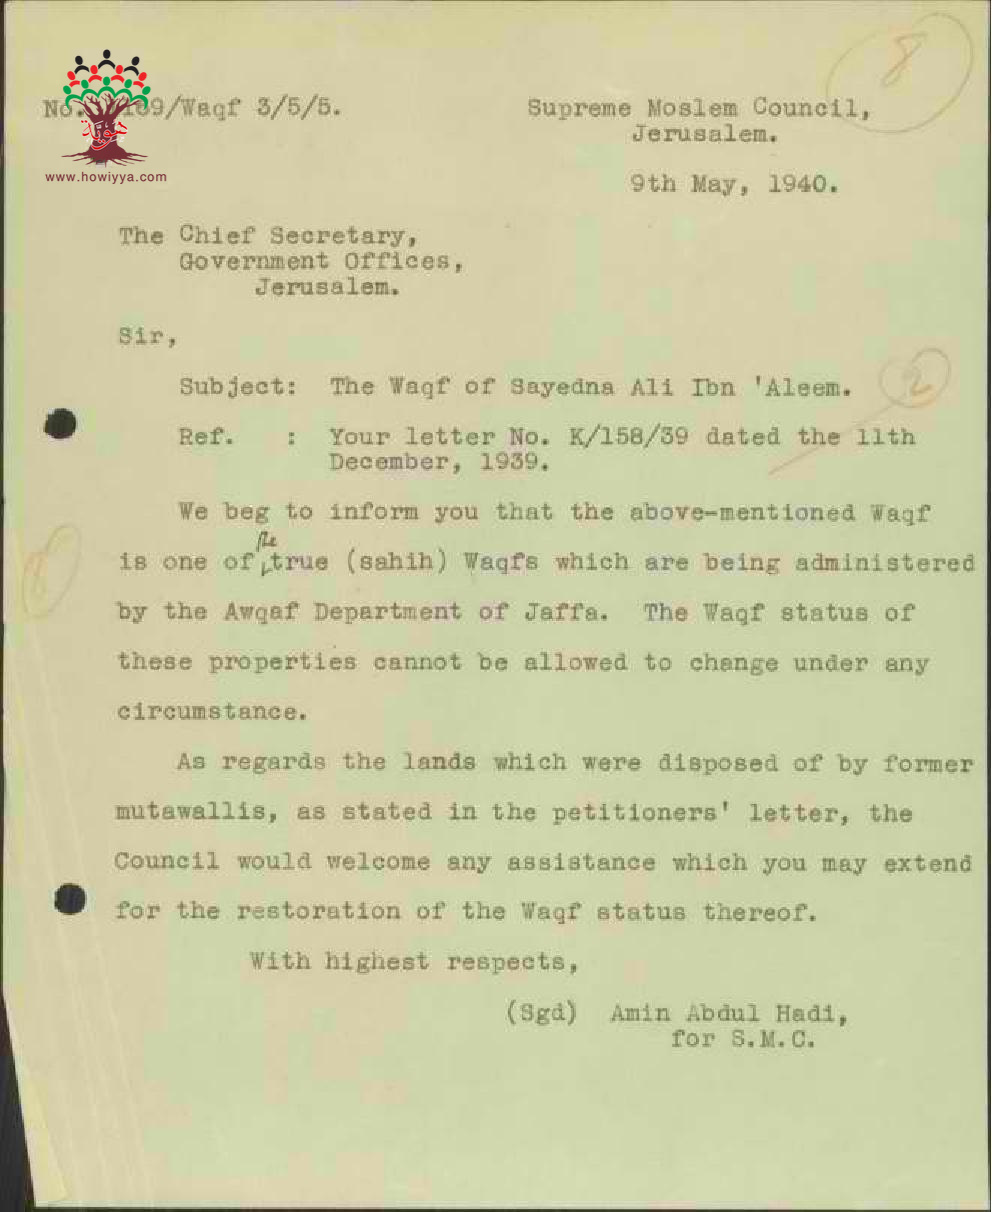 8
No. 169/Waqf 3/5/5.
Supreme Moslem Council,
Jerusalem.
www.howiyya.com
9th May, 1940.
The Chief Secretary,
Government Offices,
Jerusalem.
Sir,
Subject: The Waqf of Sayedna Ali Ibn 'Aleem.
2
Ref. : Your letter No. K/158/39 dated the 11th
December, 1939.
We beg to inform you that the above-mentioned Waqf
is one of the true (sahih) Waqfs which are being administered
8
by the Awqaf Department of Jaffa. The Waqf status of
these properties cannot be allowed to change under any
circumstance.
As regards the lands which were disposed of by former
mutawallis, as stated in the petitioners' letter, the
Council would welcome any assistance which you may extend
for the restoration of the Waqf status thereof.
With highest respects,
(Sgd) Amin Abdul Hadi,
for S.M.C.